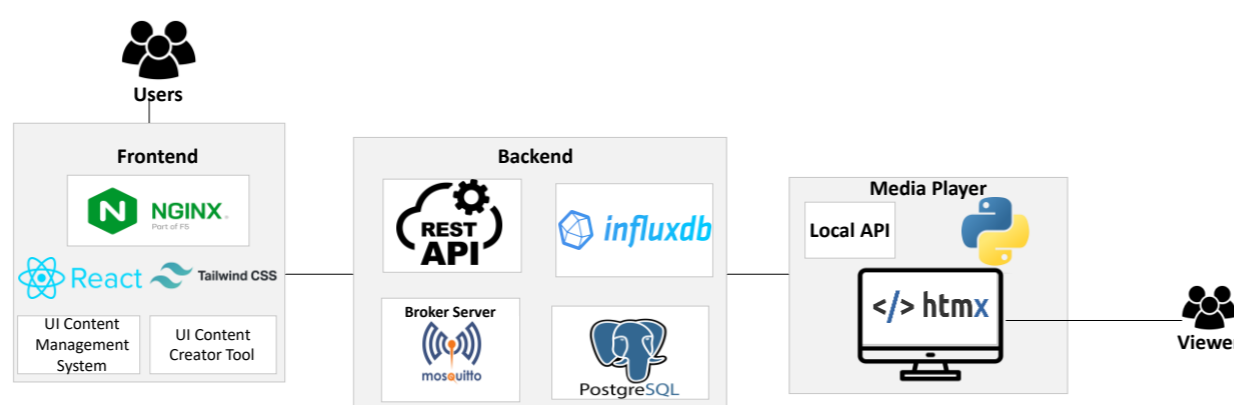 Users
Frontend
NGINX
Part of F5
React
Tailwind CSS
UI Content
Management
System
UI Content
Creator Tool
Backend
REST
API
influxdb
Broker Server
mosquitto
PostgreSQL
Media Player
Local API
</> htmx
Viewer